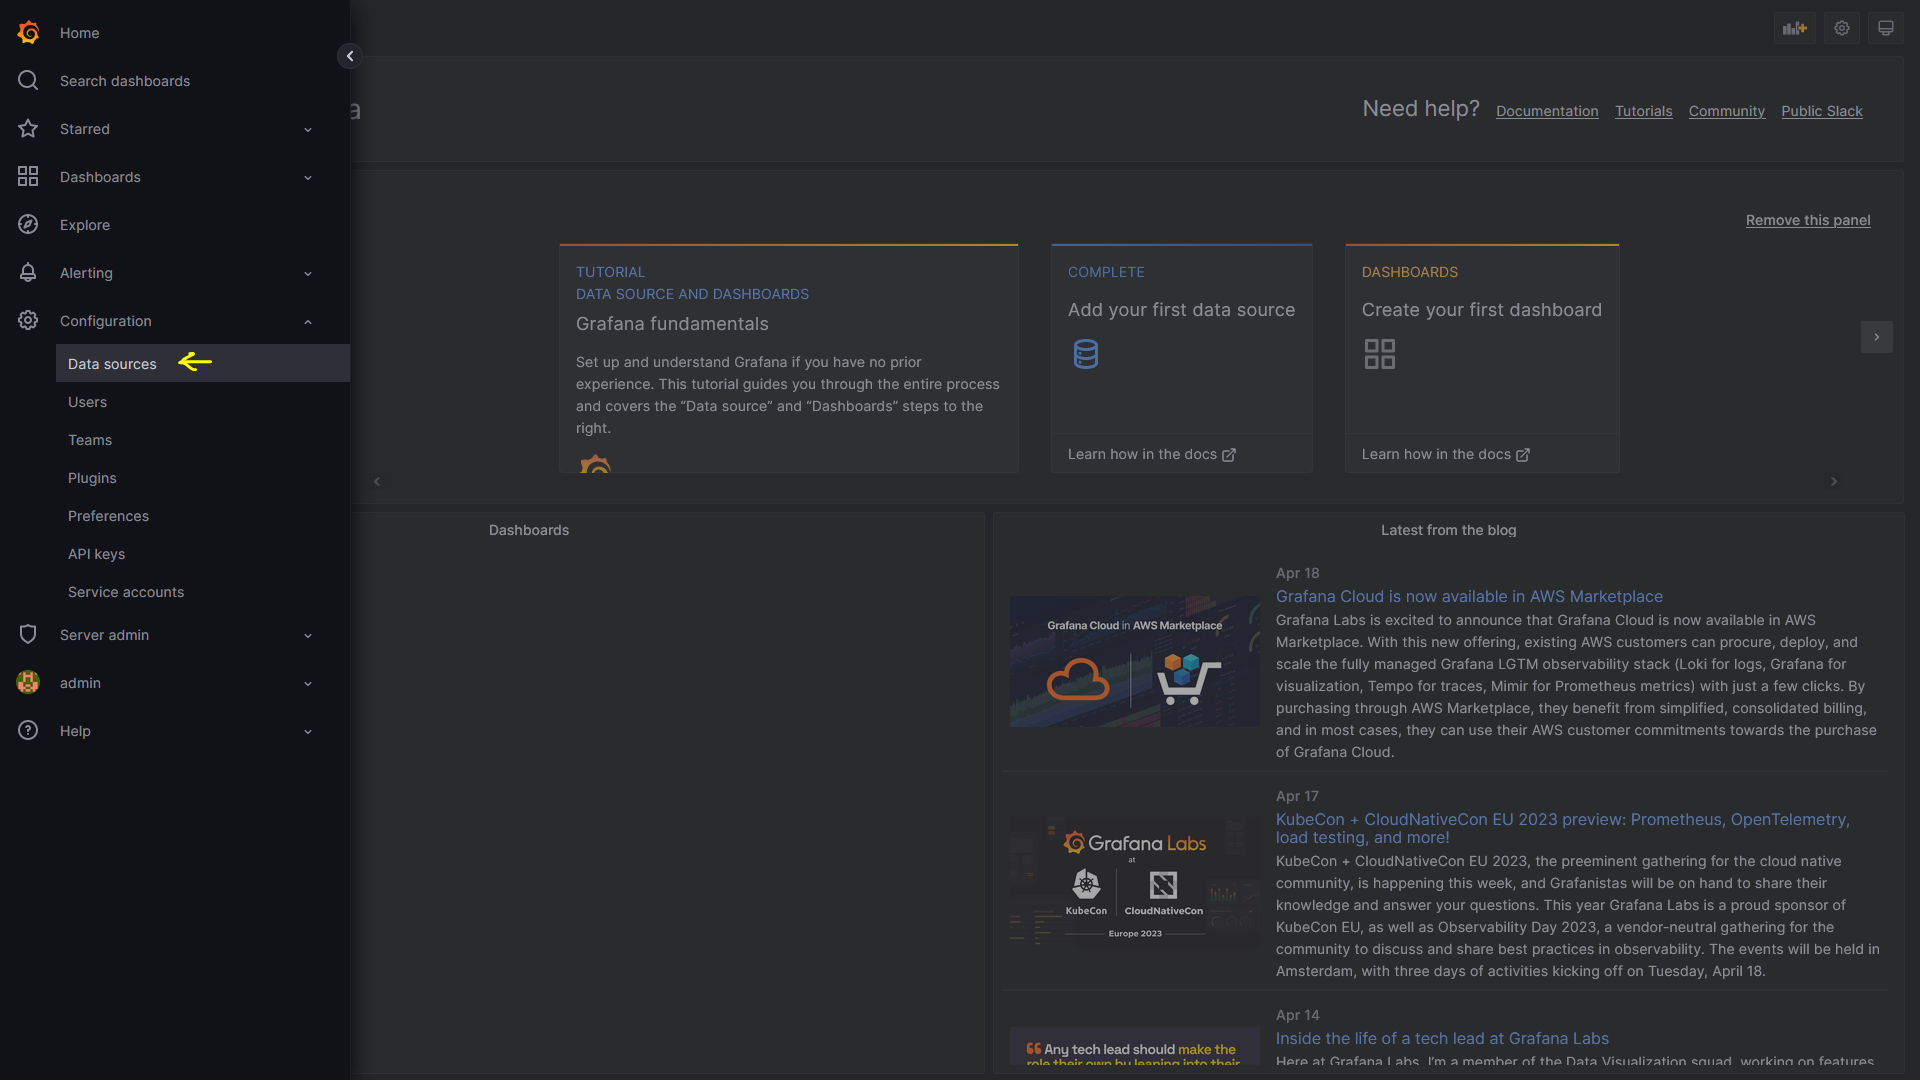 Home
Search dashboards
Starred
Dashboards
Explore
Alerting
Configuration
Data sources
Users
Teams
Plugins
Preferences
API keys
Service accounts
Server admin
admin
Help
a
Need help?
Documentation
Tutorials
Community
Public Slack
Remove this panel
TUTORIAL
DATA SOURCE AND DASHBOARDS
Grafana fundamentals
Set up and understand Grafana if you have no prior
experience. This tutorial guides you through the entire process
and covers the “Data source” and “Dashboards” steps to the
right.
COMPLETE
Add your first data source
Learn how in the docs
DASHBOARDS
Create your first dashboard
Learn how in the docs
Dashboards
Latest from the blog
Grafana Cloud in AWS Marketplace
Apr 18
Grafana Cloud is now available in AWS Marketplace
Grafana Labs is excited to announce that Grafana Cloud is now available in AWS
Marketplace. With this new offering, existing AWS customers can procure, deploy, and
scale the fully managed Grafana LGTM observability stack (Loki for logs, Grafana for
visualization, Tempo for traces, Mimir for Prometheus metrics) with just a few clicks. By
purchasing through AWS Marketplace, they benefit from simplified, consolidated billing,
and in most cases, they can use their AWS customer commitments towards the purchase
of Grafana Cloud.
Grafana Labs
at
KubeCon
CloudNativeCon
Europe 2023
Apr 17
KubeCon + CloudNativeCon EU 2023 preview: Prometheus, OpenTelemetry,
load testing, and more!
KubeCon + CloudNativeCon EU 2023, the preeminent gathering for the cloud native
community, is happening this week, and Grafanistas will be on hand to share their
knowledge and answer your questions. This year Grafana Labs is a proud sponsor of
KubeCon EU, as well as Observability Day 2023, a vendor-neutral gathering for the
community to discuss and share best practices in observability. The events will be held in
Amsterdam, with three days of activities kicking off on Tuesday, April 18.
“Any tech lead should make the
role their own by leaning into their
Apr 14
Inside the life of a tech lead at Grafana Labs
Here at Grafana Labs, I’m a member of the Data Visualization squad, working on features